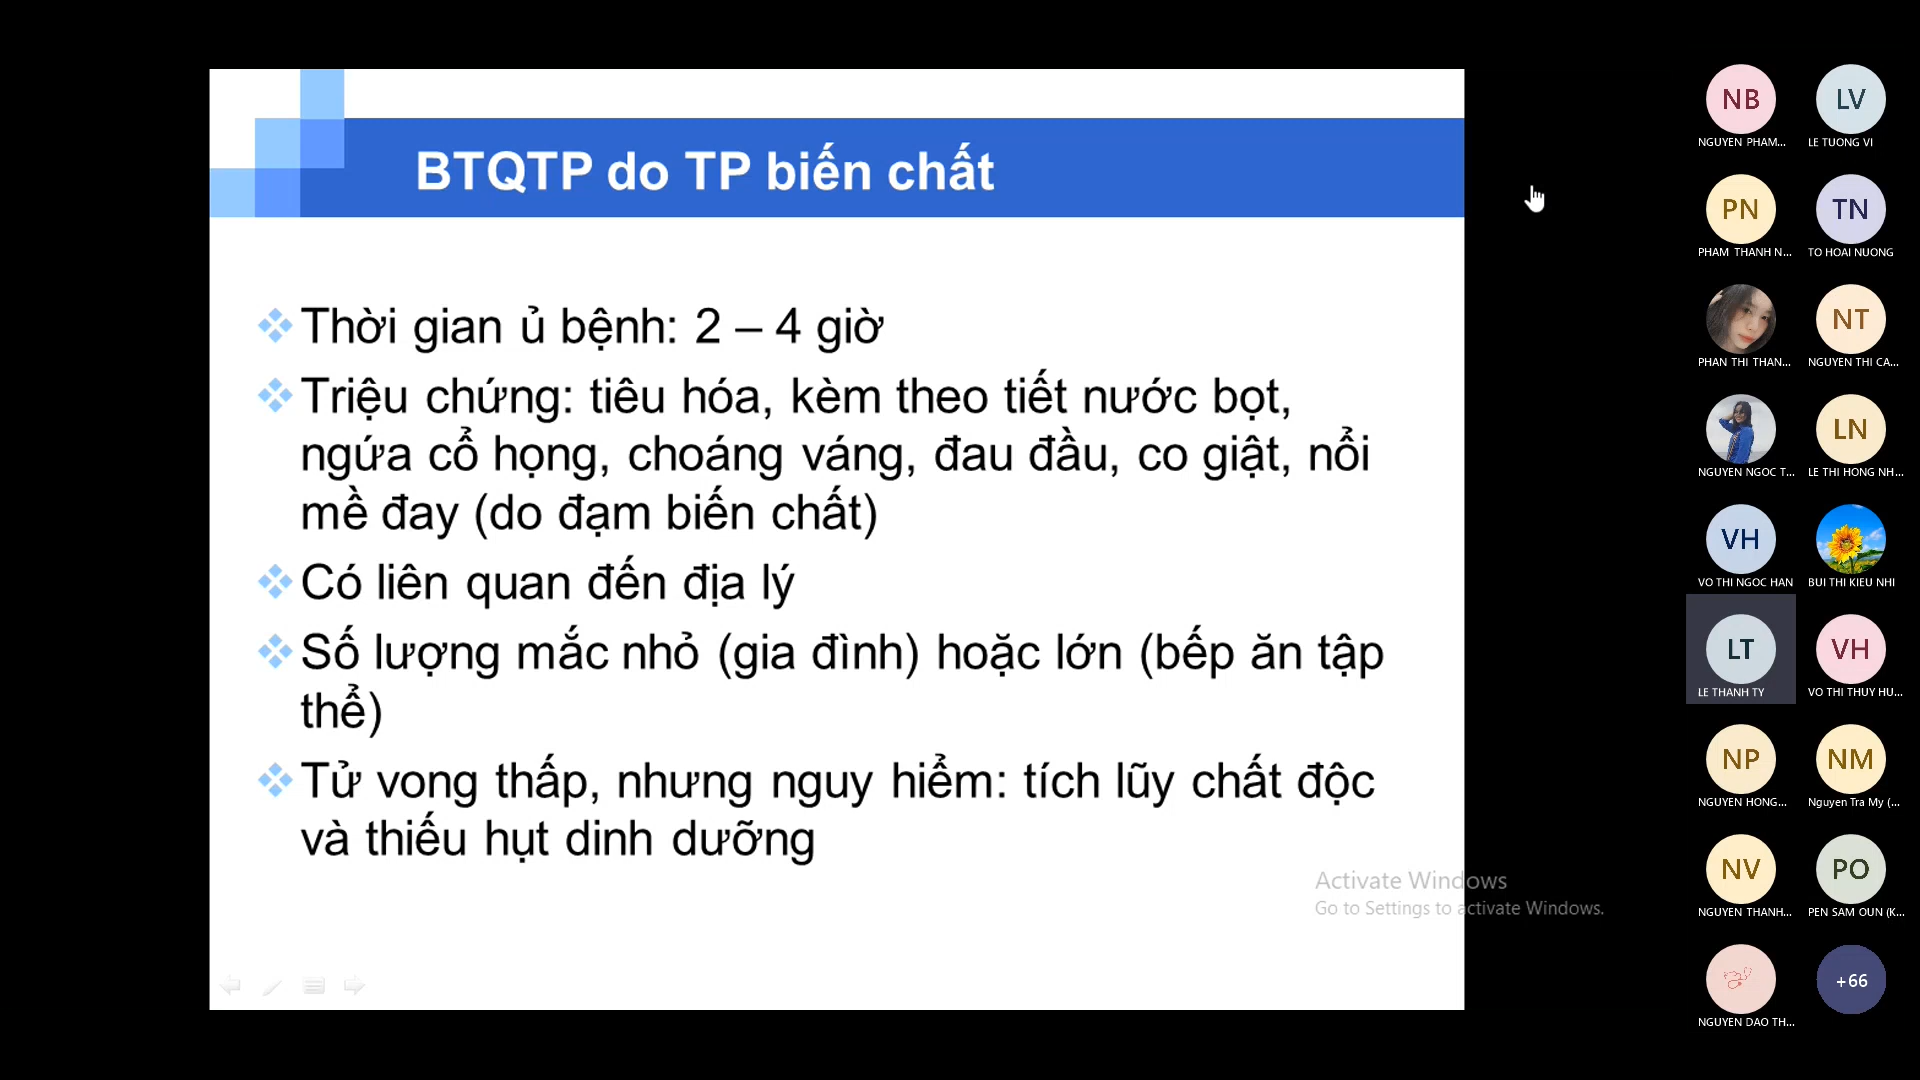 BTQTP do TP biến chất
Thời gian ủ bệnh: 2 – 4 giờ
Triệu chứng: tiêu hóa, kèm theo tiết nước bọt,
ngứa cổ họng, choáng váng, đau đầu, co giật, nổi
mề đay (do đạm biến chất)
Có liên quan đến địa lý
Số lượng mắc nhỏ (gia đình) hoặc lớn (bếp ăn tập
thể)
Tử vong thấp, nhưng nguy hiểm: tích lũy chất độc
và thiếu hụt dinh dưỡng
Activate Windows
Go to Settings to activate Windows.
NB
LV
NGUYEN PHAM...
LE TUONG VI
PN
TN
PHAM THANH N...
TO HOAI NUONG
NT
PHAN THI THAN...
NGUYEN THI CA...
LN
NGUYEN NGOC T...
LE THI HONG NH...
VH
VO THI NGOC HAN
BUI THI KIEU NHI
LT
VH
LE THANH TY
VO THI THUY HU...
NP
NM
NGUYEN HONG...
Nguyen Tra My (...
NV
PO
NGUYEN THANH...
PEN SAM OUN (K...
+66
NGUYEN DAO TH...